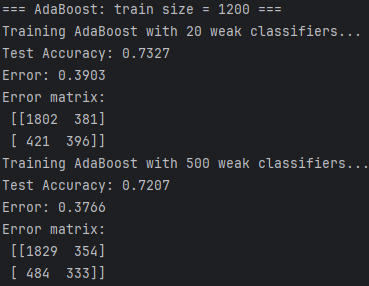 === AdaBoost: train size = 1200 ===
Training AdaBoost with 20 weak classifiers...
Test Accuracy: 0.7327
Error: 0.3903
Error matrix:
 [[1802  381]
 [ 421  396]]
Training AdaBoost with 500 weak classifiers...
Test Accuracy: 0.7207
Error: 0.3766
Error matrix:
 [[1829  354]
 [ 484  333]]